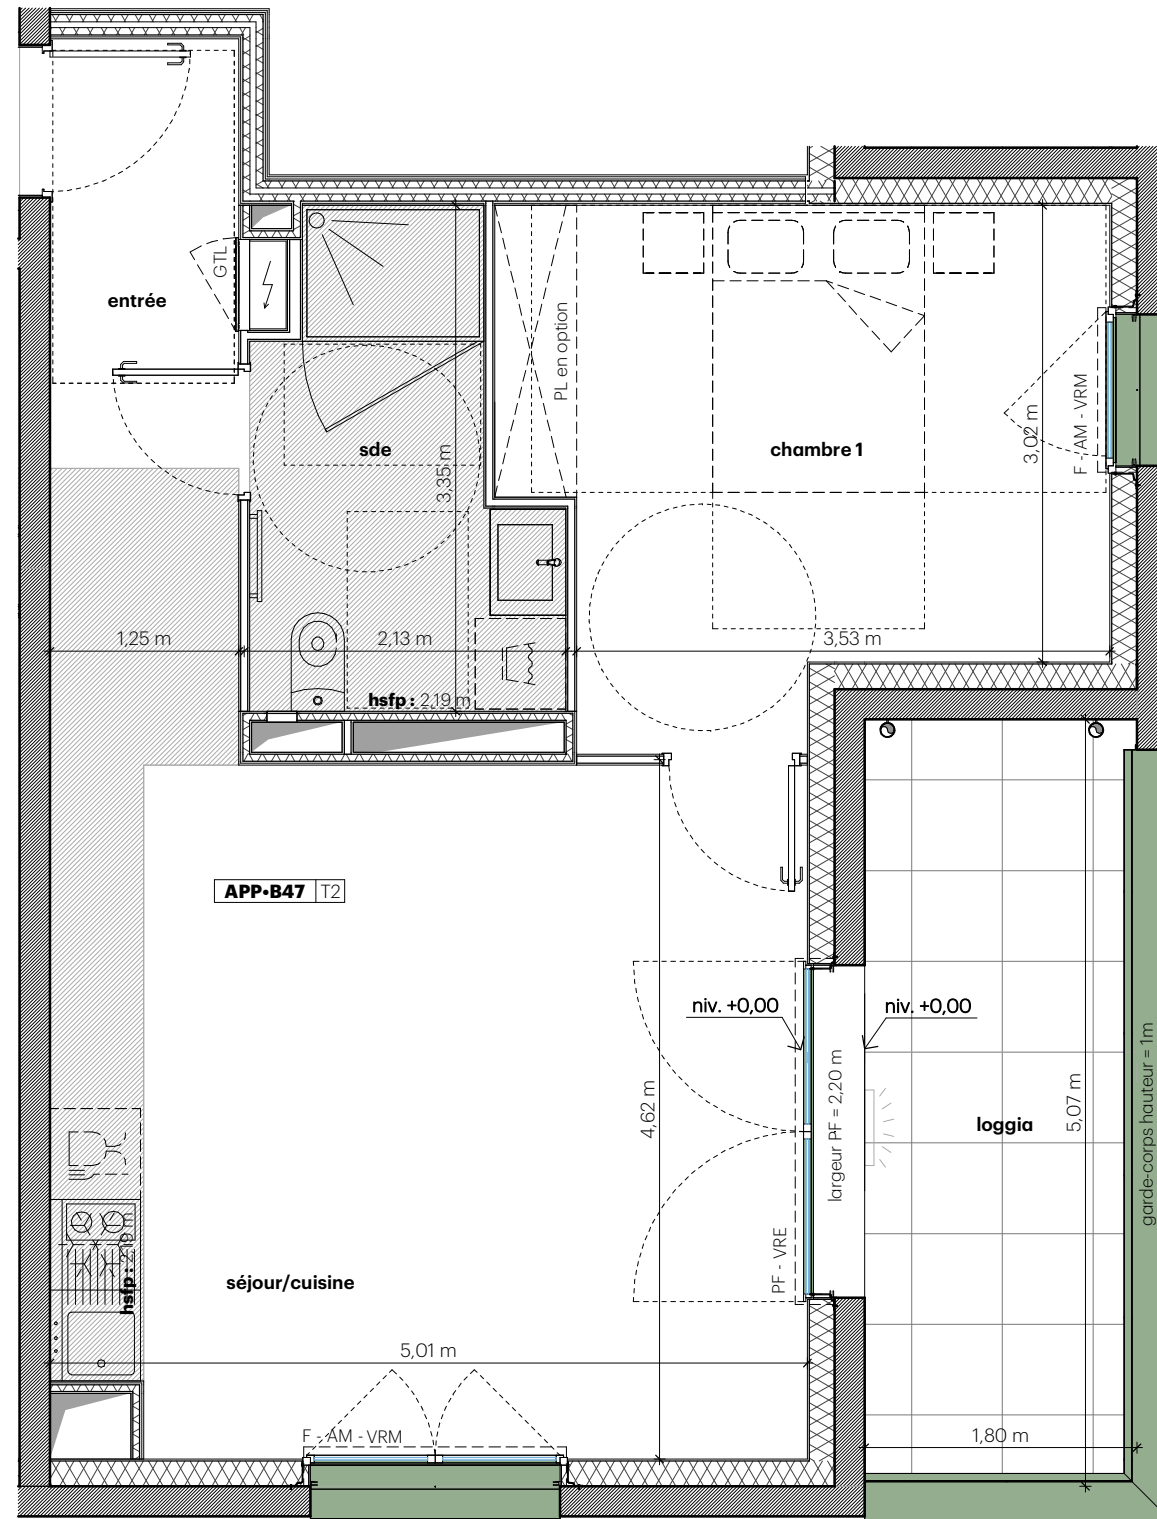 GTL
entrée
PL en option
sde
3,35 m
chambre 1
3,02 m
F - AM - VRM
1,25 m
2,13 m
3,53 m
hsfp : 2,19 m
APP•B47 T2
niv. +0,00
niv. +0,00
4,62 m
largeur PF = 2,20 m
loggia
5,07 m
garde-corps hauteur = 1m
PF - VRE
hsfp : 2,19 m
séjour/cuisine
5,01 m
F - AM - VRM
1,80 m